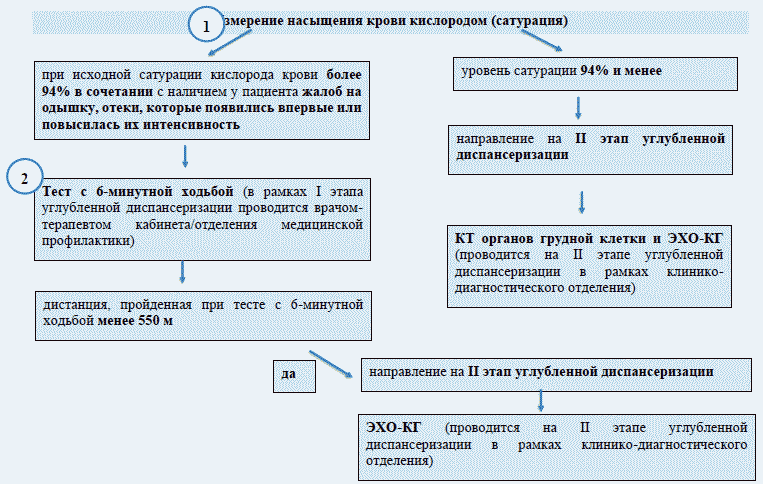 1
змерение насыщения крови кислородом (сатурация)
при исходной сатурации кислорода крови более
94% в сочетании с наличием у пациента жалоб на
одышку, отеки, которые появились впервые или
повысилась их интенсивность
2
Тест с 6-минутной ходьбой (в рамках I этапа
углубленной диспансеризации проводится врачом-
терапевтом кабинета/отделения медицинской
профилактики)
дистанция, пройденная при тесте с 6-минутной
ходьбой менее 550 м
да
направление на II этап углубленной диспансеризации
ЭХО-КГ (проводится на II этапе углубленной
диспансеризации в рамках клинико-диагностического
отделения)
уровень сатурации 94% и менее
направление на II этап углубленной
диспансеризации
КТ органов грудной клетки и ЭХО-КГ
(проводится на II этапе углубленной
диспансеризации в рамках клинико-
диагностического отделения)